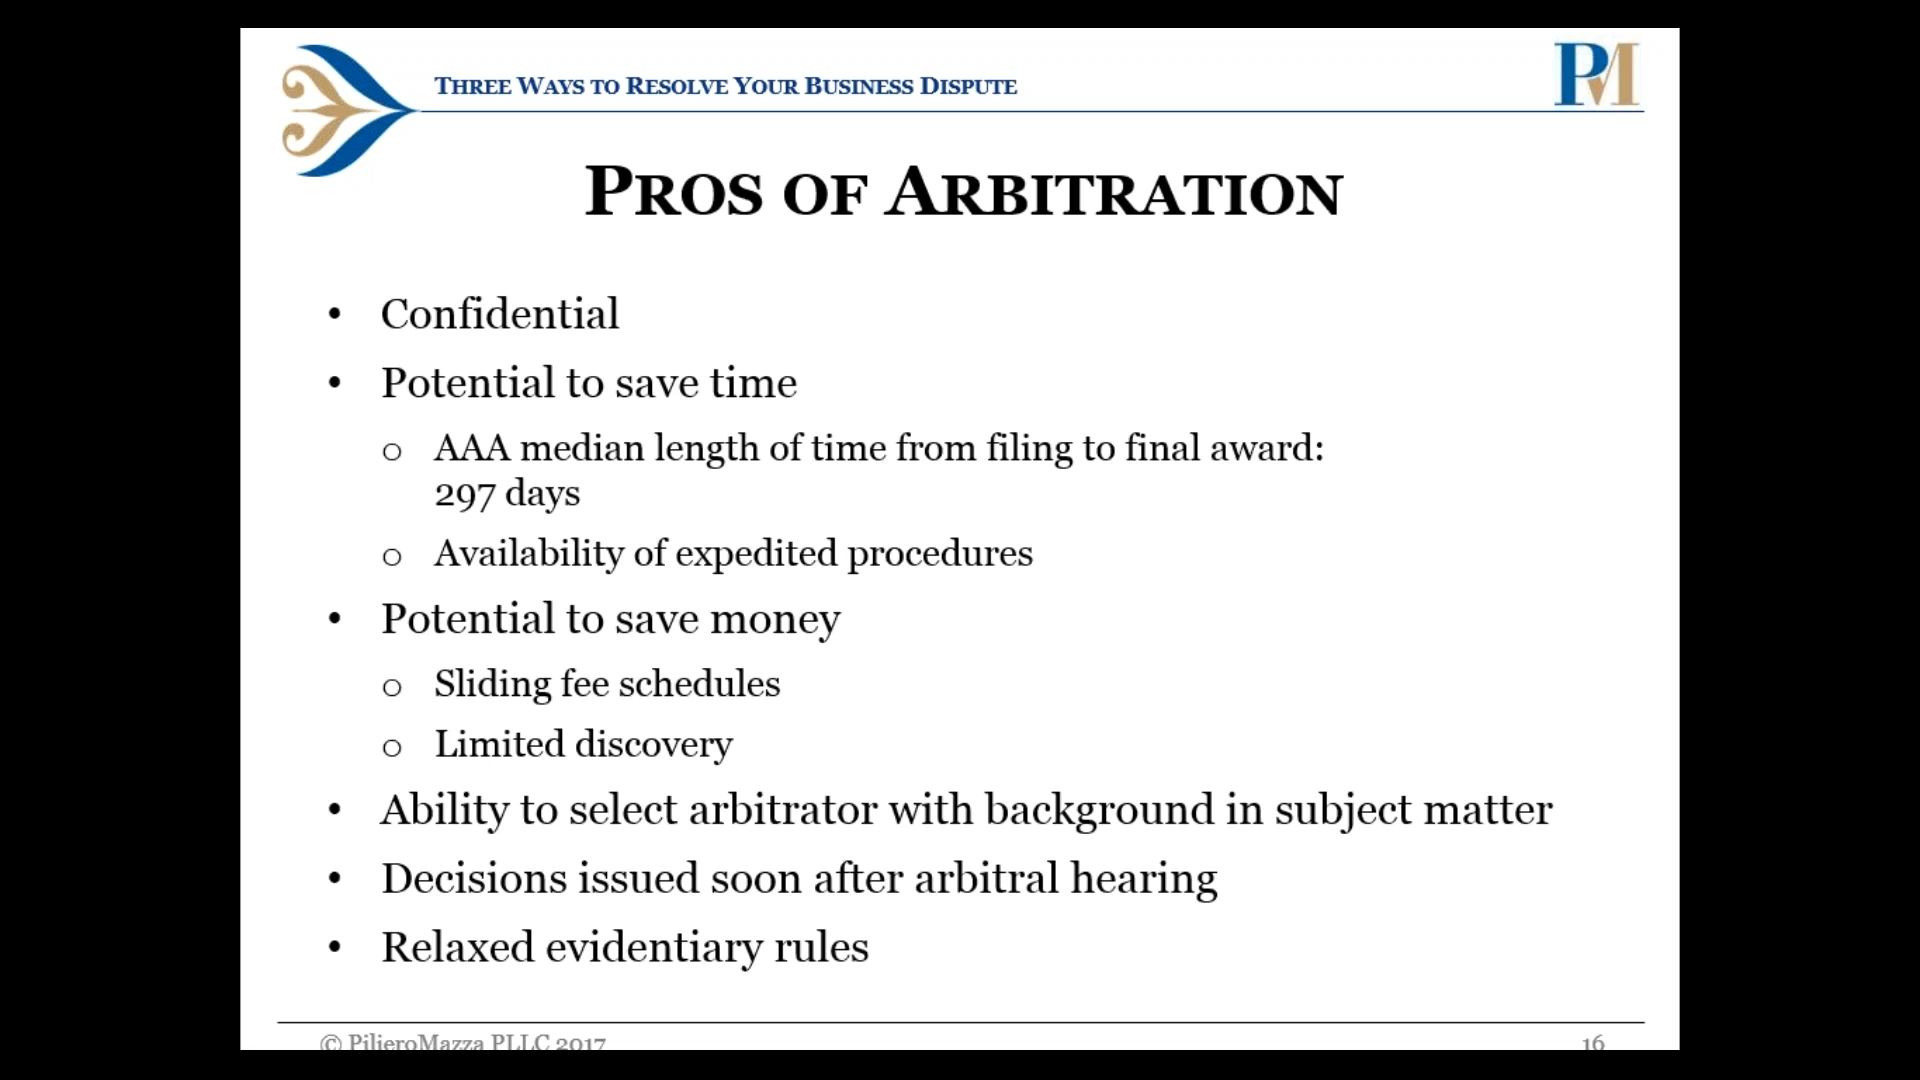 THREE WAYS TO RESOLVE YOUR BUSINESS DISPUTE
PM
PROS OF ARBITRATION
• Confidential
• Potential to save time
o AAA median length of time from filing to final award:
297 days
o Availability of expedited procedures
• Potential to save money
o Sliding fee schedules
o Limited discovery
• Ability to select arbitrator with background in subject matter
• Decisions issued soon after arbitral hearing
• Relaxed evidentiary rules
© PilieroMazza PLLC 2017
16